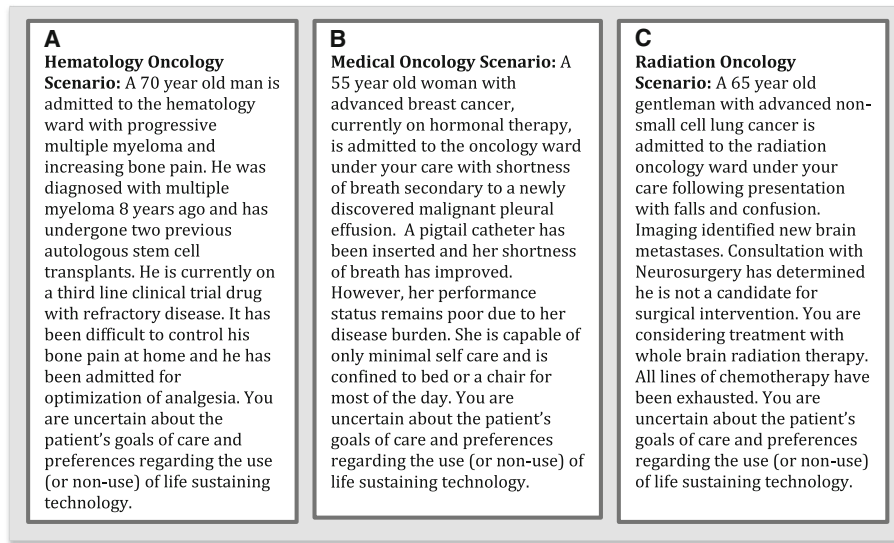 A
Hematology Oncology
Scenario: A 70 year old man is
admitted to the hematology
ward with progressive
multiple myeloma and
increasing bone pain. He was
diagnosed with multiple
myeloma 8 years ago and has
undergone two previous
autologous stem cell
transplants. He is currently on
a third line clinical trial drug
with refractory disease. It has
been difficult to control his
bone pain at home and he has
been admitted for
optimization of analgesia. You
are uncertain about the
patient's goals of care and
preferences regarding the use
(or non-use) of life sustaining
technology.
B
Medical Oncology Scenario: A
55 year old woman with
advanced breast cancer,
currently on hormonal therapy,
is admitted to the oncology ward
under your care with shortness
of breath secondary to a newly
discovered malignant pleural
effusion. A pigtail catheter has
been inserted and her shortness
of breath has improved.
However, her performance
status remains poor due to her
disease burden. She is capable of
only minimal self care and is
confined to bed or a chair for
most of the day. You are
uncertain about the patient's
goals of care and preferences
regarding the use (or non-use) of
life sustaining technology.
C
Radiation Oncology
Scenario: A 65 year old
gentleman with advanced non-
small cell lung cancer is
admitted to the radiation
oncology ward under your
care following presentation
with falls and confusion.
Imaging identified new brain
metastases. Consultation with
Neurosurgery has determined
he is not a candidate for
surgical intervention. You are
considering treatment with
whole brain radiation therapy.
All lines of chemotherapy have
been exhausted. You are
uncertain about the patient's
goals of care and preferences
regarding the use (or non-use)
of life sustaining technology.